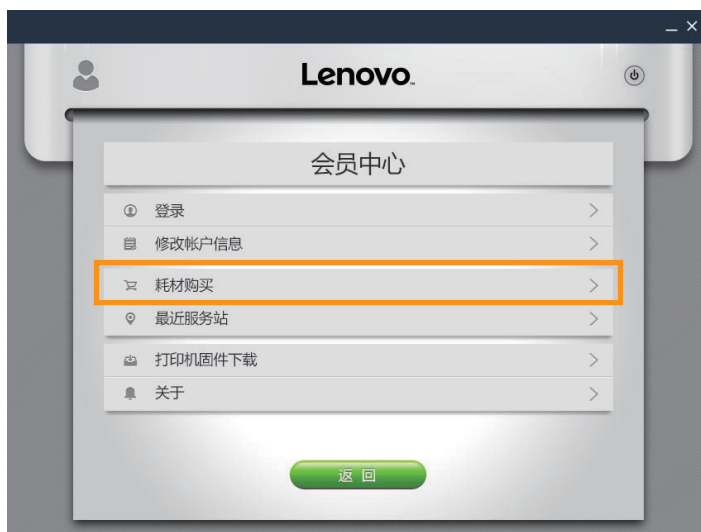 Lenovo
会员中心
登录
修改帐户信息
耗材购买
最近服务站
打印机固件下载
关于
返回